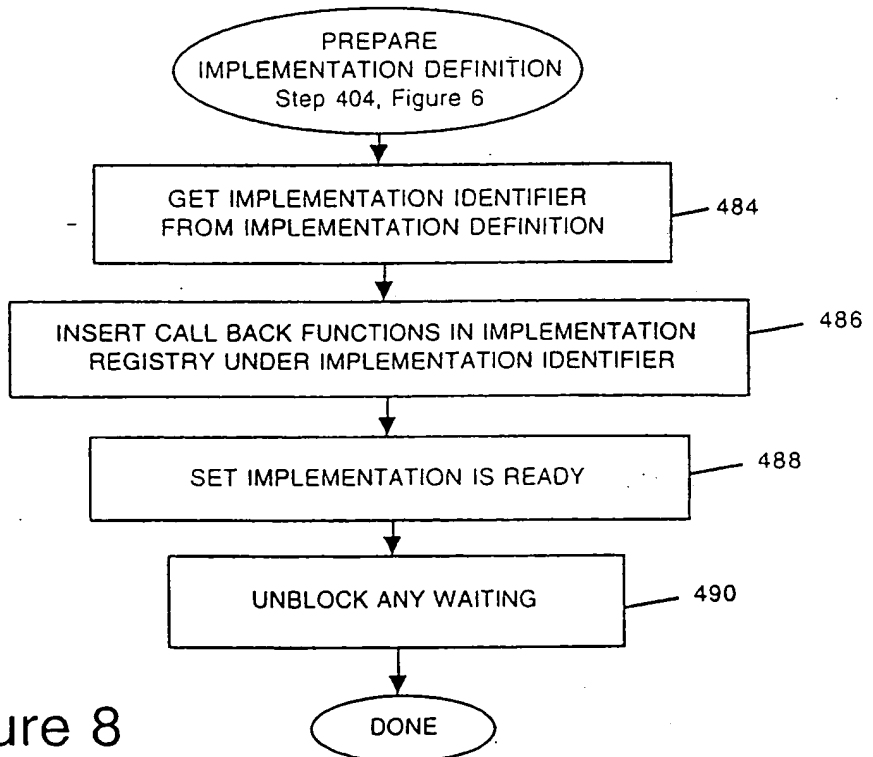 PREPARE
IMPLEMENTATION DEFINITION
Step 404, Figure 6
GET IMPLEMENTATION IDENTIFIER
FROM IMPLEMENTATION DEFINITION
484
INSERT CALL BACK FUNCTIONS IN IMPLEMENTATION
REGISTRY UNDER IMPLEMENTATION IDENTIFIER
486
SET IMPLEMENTATION IS READY
488
UNBLOCK ANY WAITING
490
DONE
ure 8